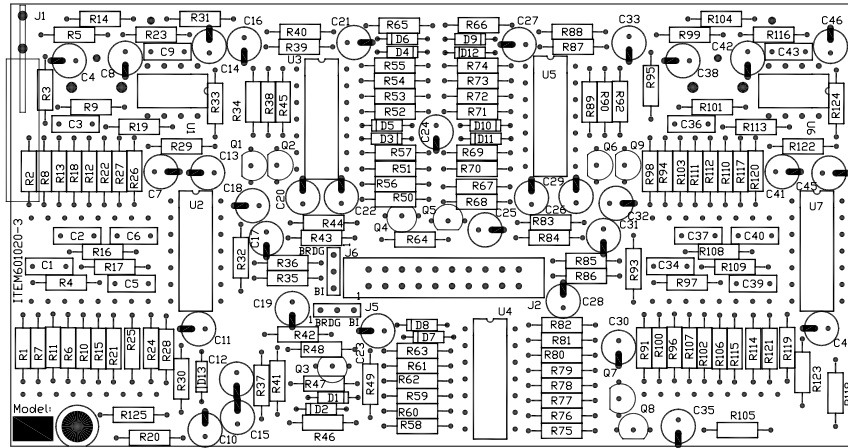 J1
R14
R31
R5
R23
C16
C9
C4
C8
C14
R3
R9
R33
C3
R19
U1
R29
R40
R39
C21
U3
R34
R38
R45
R65
D6
D4
R55
R54
R53
R52
D5
D3
R57
R51
R56
R50
C24
R66
D9
D12
R74
R73
R72
R71
D10
D11
R69
R70
R67
R68
C27
R88
R87
U5
R89
R90
R92
C33
R95
R104
R99
R116
C46
C42
C43
C38
R101
R124
C36
R113
U6
R122
R2
R8
R13
R18
R12
R22
R27
R26
C7
C13
Q1
Q2
U2
C18
C20
C22
Q4
Q5
R64
C25
C29
C26
Q6
Q9
C32
R98
R94
R103
R111
R112
R110
R117
R120
C41
C45
U7
C2
C6
R16
R17
C1
R4
C5
R32
C17
R44
R43
R36
R35
BRDG
BI
J6
1
R83
R84
R85
R86
C31
R93
C37
C40
R108
C34
R109
R97
C39
ITEM601020-3
C19
1
BRDG
BI
J5
J2
C28
U4
C11
R42
R48
Q3
R47
C23
D8
D7
R63
R61
R62
R59
R60
R58
R49
R82
R81
R80
R79
R78
R77
R76
R75
C30
Q7
Q8
R1
R7
R11
R6
R10
R15
R21
R25
R24
R28
R30
D13
C12
R37
R41
D1
D2
R46
R91
R100
R96
R107
R102
R106
R115
R114
R121
R119
R123
Model:
R125
R20
C10
C15
C35
R105